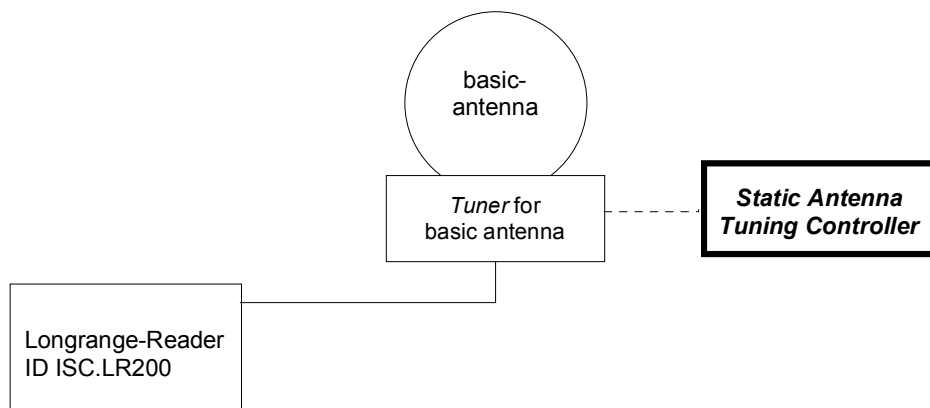 basic-
antenna
Tuner for
basic antenna
Static Antenna
Tuning Controller
Longrange-Reader
ID ISC.LR200